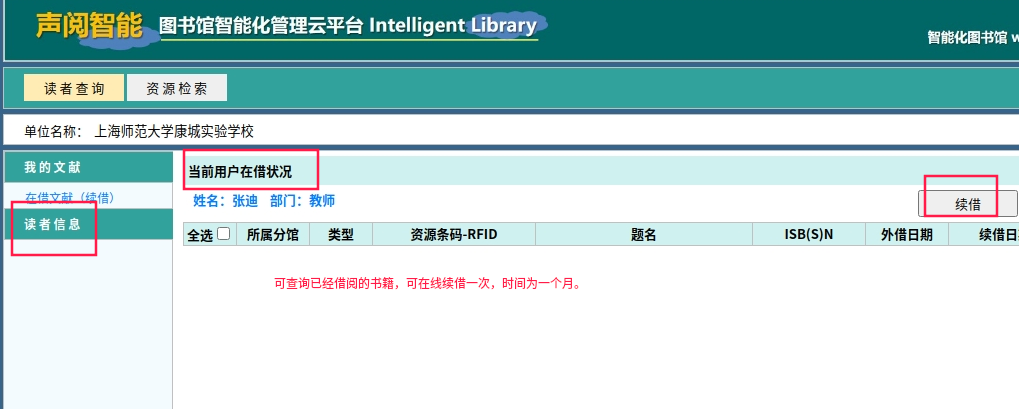 声阅智能 图书馆智能化管理云平台 Intelligent Library
智能化图书馆 w
读者查询 资源检索
单位名称： 上海师范大学康城实验学校
我的文献
在借文献（续借）
读者信息
当前用户在借状况
姓名：张迪 部门：教师
续借
全选 所属分馆 类型 资源条码-RFID 题名 ISB(S)N 外借日期 续借日
可查询已经借阅的书籍，可在线续借一次，时间为一个月。